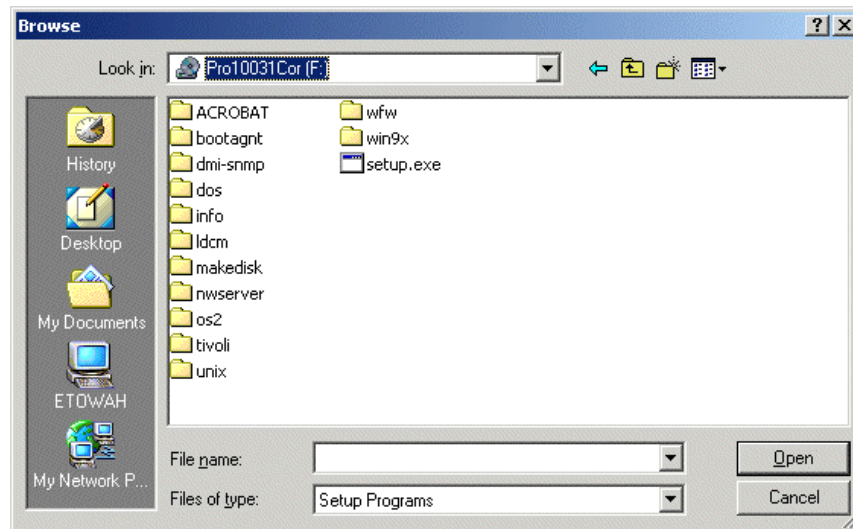 Browse
Look in: Pro10031Cor (F:)
History
Desktop
My Documents
ETOWAH
My Network P...
ACROBAT
bootagnt
dmi-snmp
dos
info
ldcm
makedisk
nwserver
os2
tivoli
unix
wfw
win9x
setup.exe
File name:
Open
Files of type: Setup Programs
Cancel